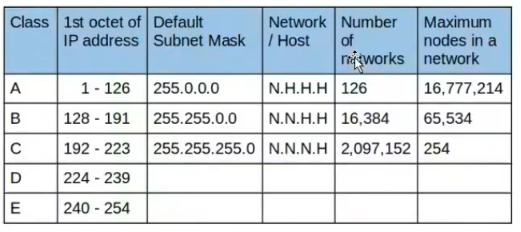 Class 1st octet of IP address Default Subnet Mask Network / Host Number of networks Maximum nodes in a network
A 1 - 126 255.0.0.0 N.H.H.H 126 16,777,214
B 128 - 191 255.255.0.0 N.N.H.H 16,384 65,534
C 192 - 223 255.255.255.0 N.N.N.H 2,097,152 254
D 224 - 239
E 240 - 254